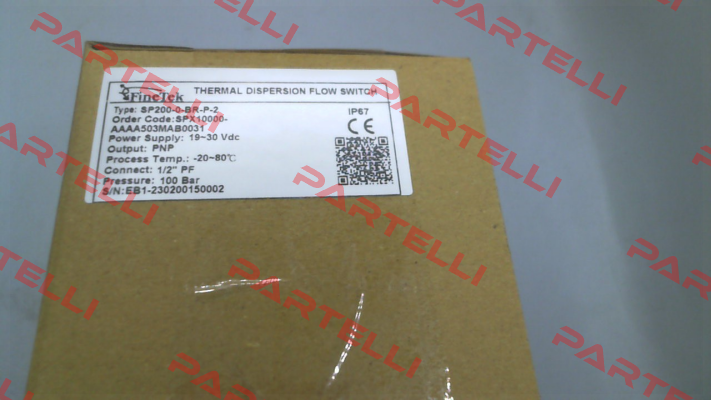 FineTek THERMAL DISPERSION FLOW SWITCH
Type: SP200-0-BR-P-2 IP67
Order Code:SPX10000-
AAAA503MAB0031 CE
Power Supply: 19~30 Vdc
Output: PNP
Process Temp.: -20~80℃
Connect: 1/2" PF
Pressure: 100 Bar
S/N:EB1-230200150002
PARTELLI
PARTELLI
PARTELLI
PARTELLI
PARTELLI
PARTELLI
PARTELLI
PARTELLI
PARTELLI